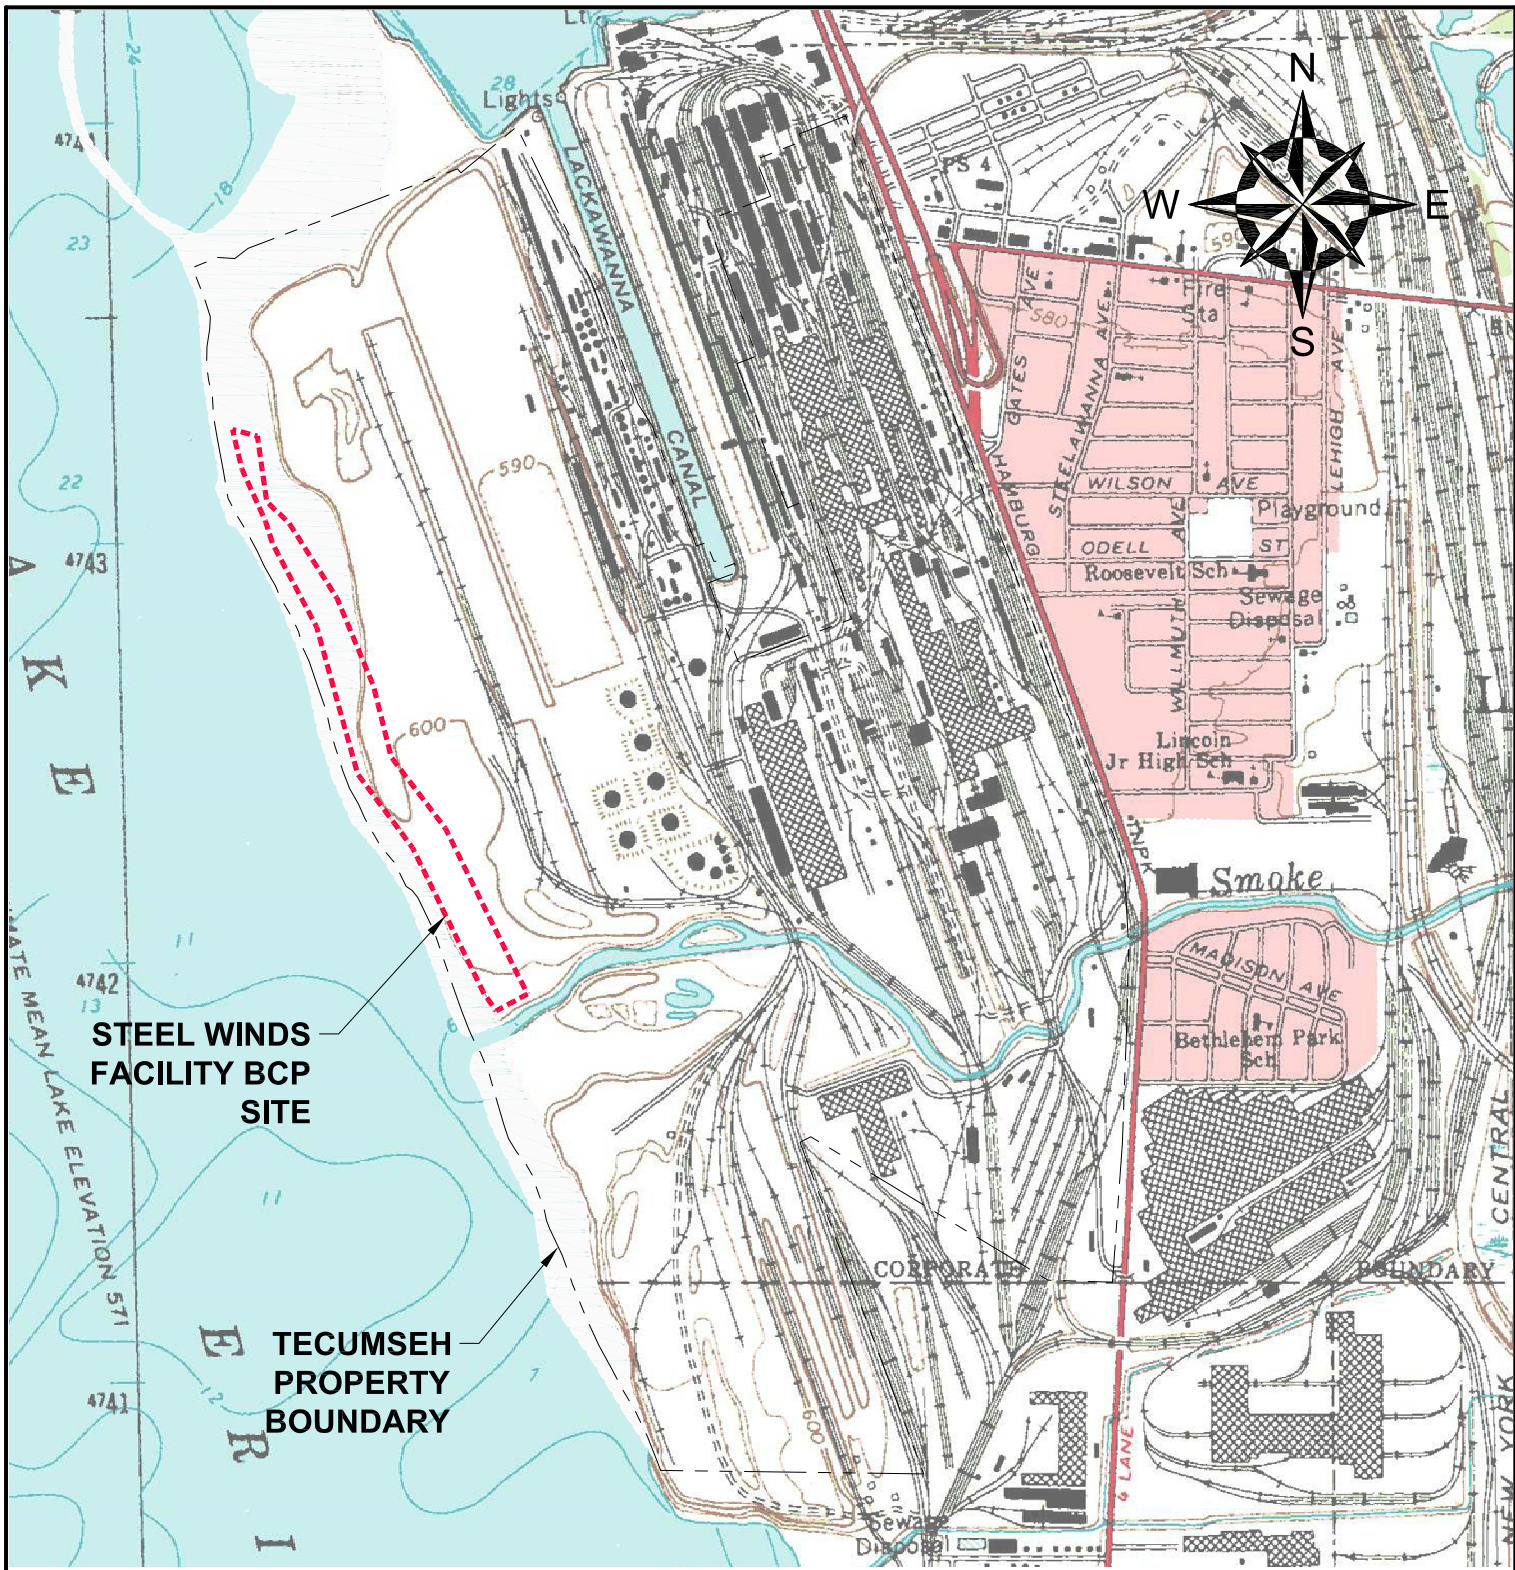 24
28
Lights
N
W
E
S
474
18
23
LACKAWANNA
CANAL
PS 4
590
580
Fire
Sta
GATES AVE
STEELAWANNA AVE
LEHIGH AVE
HAMBURG
TNPK
WILSON AVE
Playground
ODELL ST
Roosevelt Sch
Sewage
Disposal
WILLMUTH AVE
Lincoln
Jr High Sch
590
22
4743
600
L
A K E
Smoke
11
4742
13
6
MADISON AVE
Bethlehem Park
Sch
STEEL WINDS
FACILITY BCP
SITE
MATE MEAN LAKE ELEVATION 571
11
CORPORATE BOUNDARY
TECUMSEH
PROPERTY
BOUNDARY
7
12
4741
E R I
600
4 LANE
NEW YORK CENTRAL
Sewage
Disposal